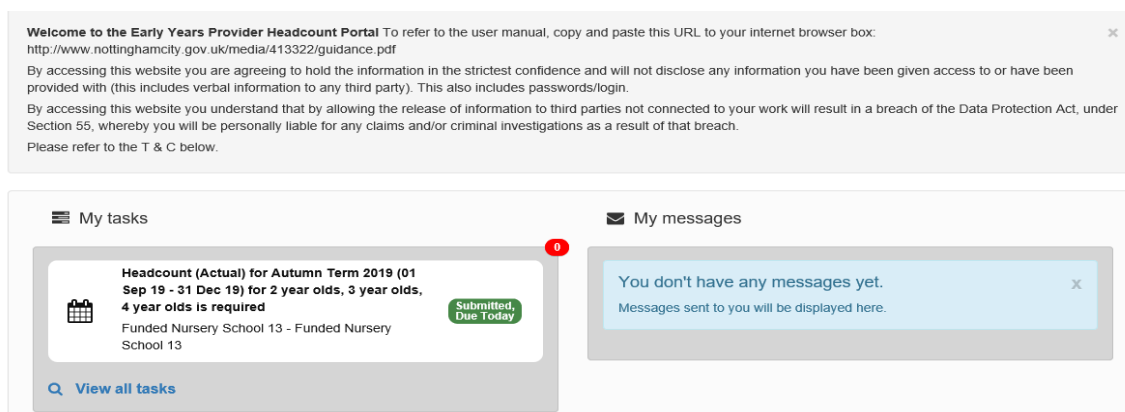 Welcome to the Early Years Provider Headcount Portal To refer to the user manual, copy and paste this URL to your internet browser box:
http://www.nottinghamcity.gov.uk/media/413322/guidance.pdf
By accessing this website you are agreeing to hold the information in the strictest confidence and will not disclose any information you have been given access to or have been
provided with (this includes verbal information to any third party). This also includes passwords/login.
By accessing this website you understand that by allowing the release of information to third parties not connected to your work will result in a breach of the Data Protection Act, under
Section 55, whereby you will be personally liable for any claims and/or criminal investigations as a result of that breach.
Please refer to the T & C below.
My tasks
0
Headcount (Actual) for Autumn Term 2019 (01
Sep 19 - 31 Dec 19) for 2 year olds, 3 year olds,
4 year olds is required
Funded Nursery School 13 - Funded Nursery
School 13
Submitted,
Due Today
View all tasks
My messages
You don't have any messages yet.
Messages sent to you will be displayed here.